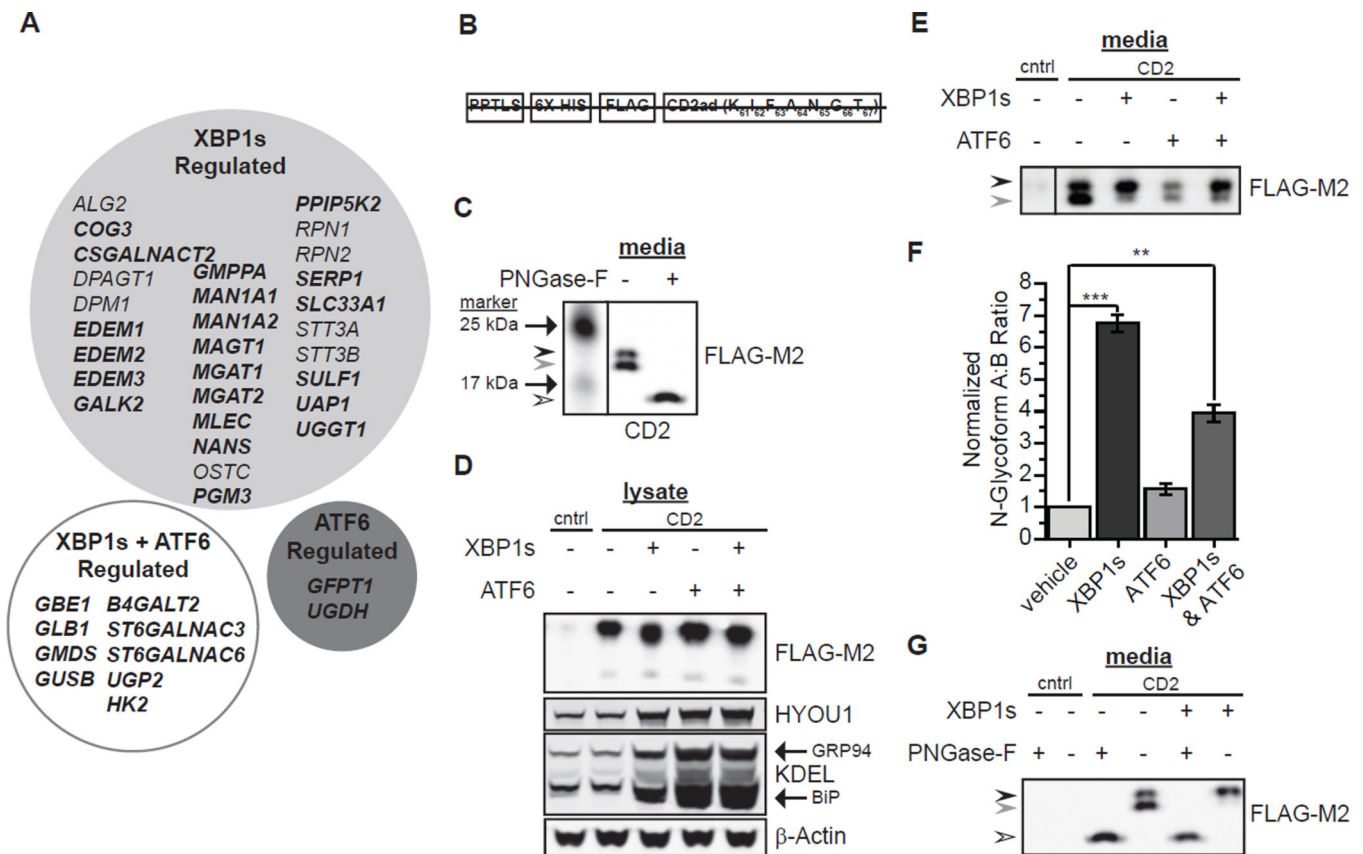 A
XBP1s
Regulated
ALG2
COG3
CSGALNACT2
DPAGT1
DPM1
EDEM1
EDEM2
EDEM3
GALK2
GMPPA
MAN1A1
MAN1A2
MAGT1
MGAT1
MGAT2
MLEC
NANS
OSTC
PGM3
PPIP5K2
RPN1
RPN2
SERP1
SLC33A1
STT3A
STT3B
SULF1
UAP1
UGGT1
XBP1s + ATF6
Regulated
GBE1 B4GALT2
GLB1 ST6GALNAC3
GMDS ST6GALNAC6
GUSB UGP2
HK2
ATF6
Regulated
GFPT1
UGDH
B
PPTLS 6X HIS FLAG CD2ad (K61I62F63A64N65G66T67)
C
media
PNGase-F - +
marker
25 kDa
17 kDa
FLAG-M2
CD2
D
lysate
cntrl CD2
XBP1s - - + - +
ATF6 - - - + +
FLAG-M2
HYOU1
GRP94
KDEL
BiP
β-Actin
E
media
cntrl CD2
XBP1s - - + - +
ATF6 - - - + +
FLAG-M2
F
Normalized
N-Glycoform A:B Ratio
8
7
6
5
4
3
2
1
0
***
**
vehicle
XBP1s
ATF6
XBP1s
& ATF6
G
media
cntrl CD2
XBP1s - - - - + +
PNGase-F + - + - + -
FLAG-M2